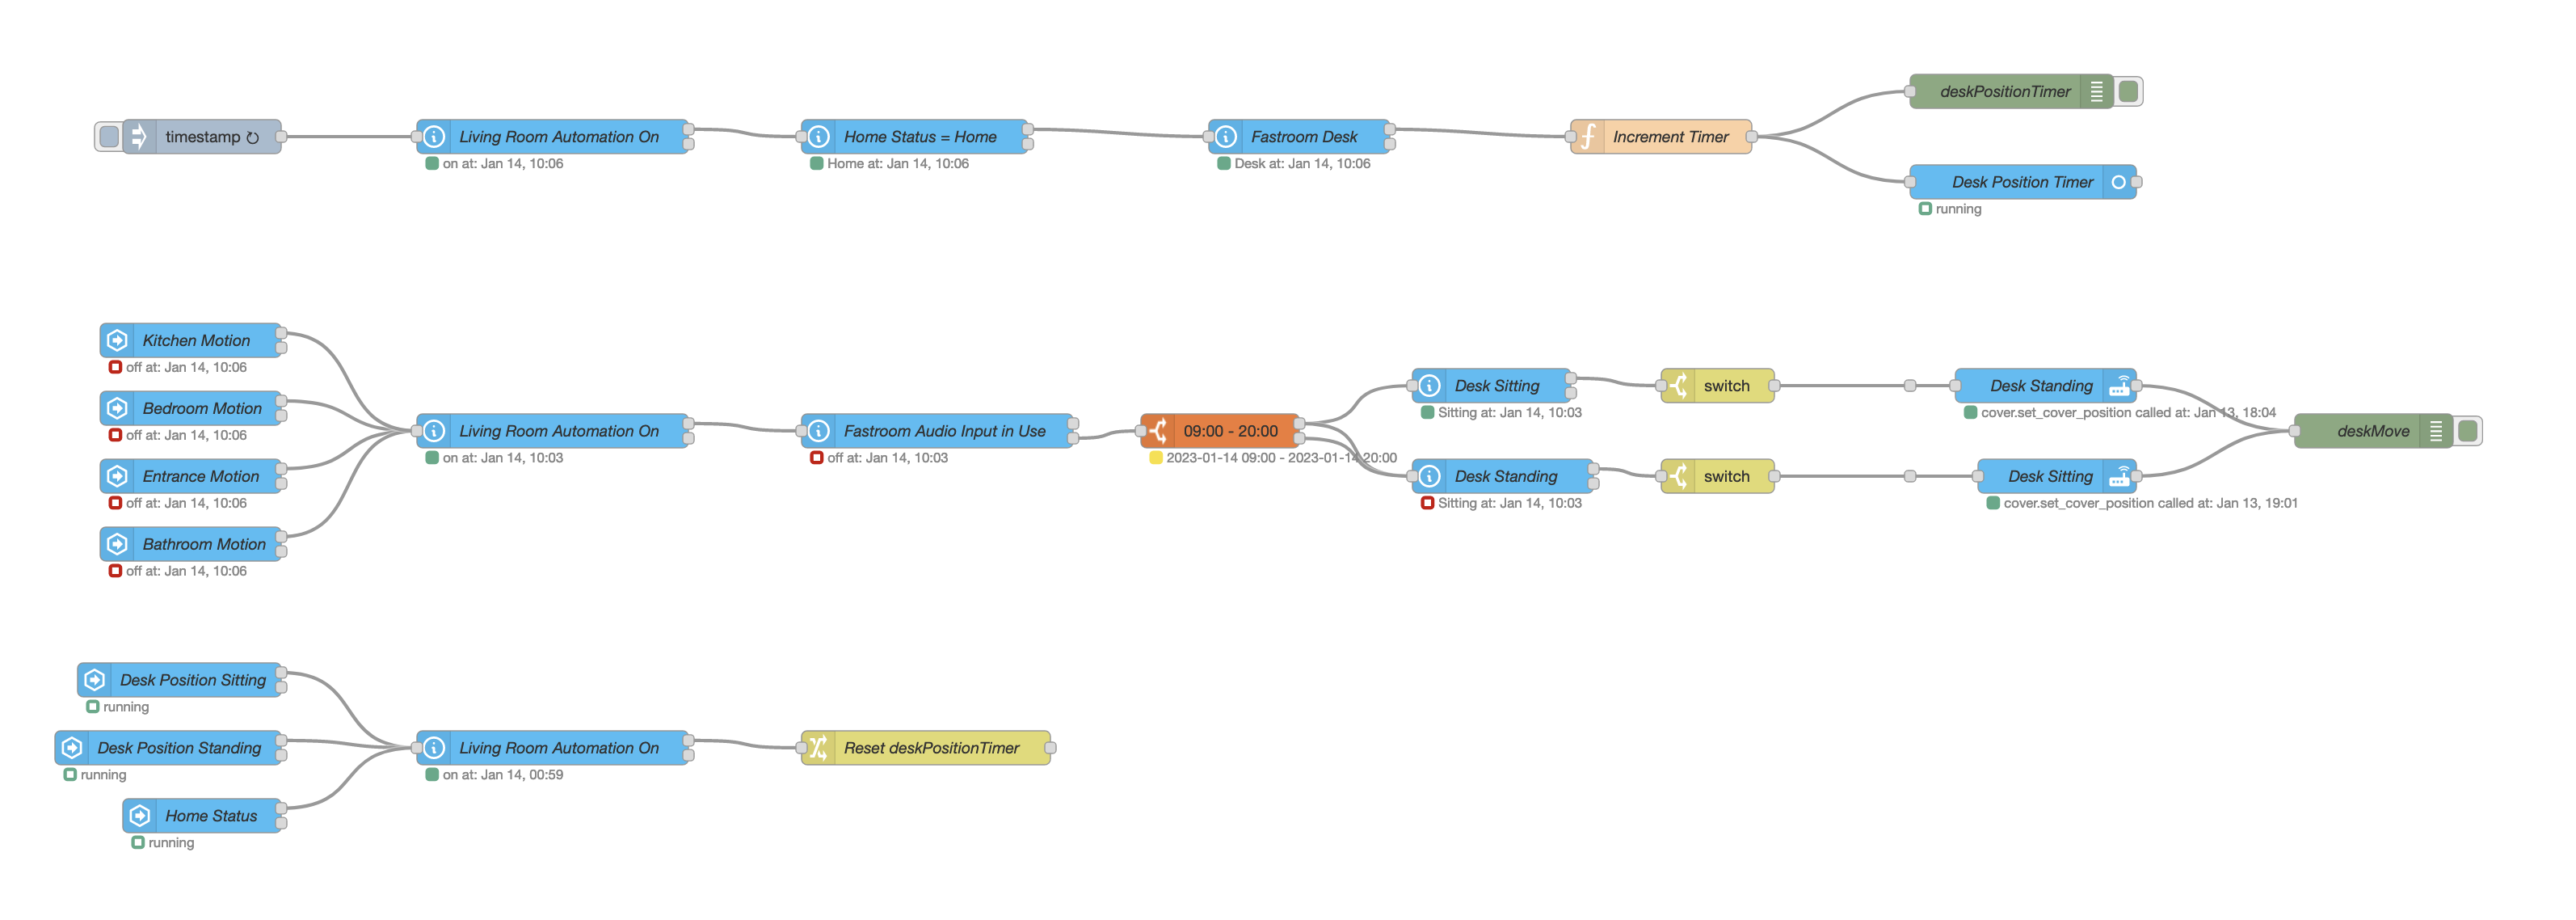 timestamp ↻
Living Room Automation On
on at: Jan 14, 10:06
Home Status = Home
Home at: Jan 14, 10:06
Fastroom Desk
Desk at: Jan 14, 10:06
Increment Timer
deskPositionTimer
Desk Position Timer
running
Kitchen Motion
off at: Jan 14, 10:06
Bedroom Motion
off at: Jan 14, 10:06
Entrance Motion
off at: Jan 14, 10:06
Bathroom Motion
off at: Jan 14, 10:06
Living Room Automation On
on at: Jan 14, 10:03
Fastroom Audio Input in Use
off at: Jan 14, 10:03
09:00 - 20:00
2023-01-14 09:00 - 2023-01-14 20:00
Desk Sitting
Sitting at: Jan 14, 10:03
switch
Desk Standing
cover.set_cover_position called at: Jan 13, 18:04
Desk Standing
Sitting at: Jan 14, 10:03
switch
Desk Sitting
cover.set_cover_position called at: Jan 13, 19:01
deskMove
Desk Position Sitting
running
Desk Position Standing
running
Home Status
running
Living Room Automation On
on at: Jan 14, 00:59
Reset deskPositionTimer